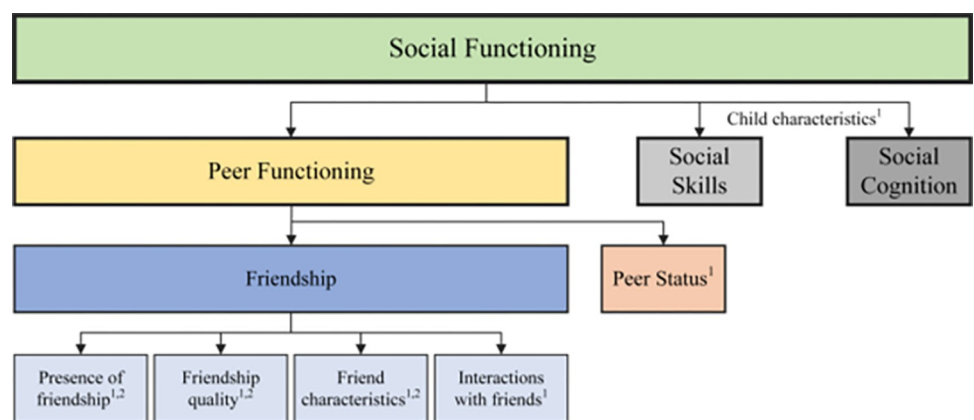 Social Functioning
Child characteristics¹
Peer Functioning
Social
Skills
Social
Cognition
Friendship
Peer Status¹
Presence of
friendship¹,²
Friendship
quality¹,²
Friend
characteristics¹,²
Interactions
with friends¹